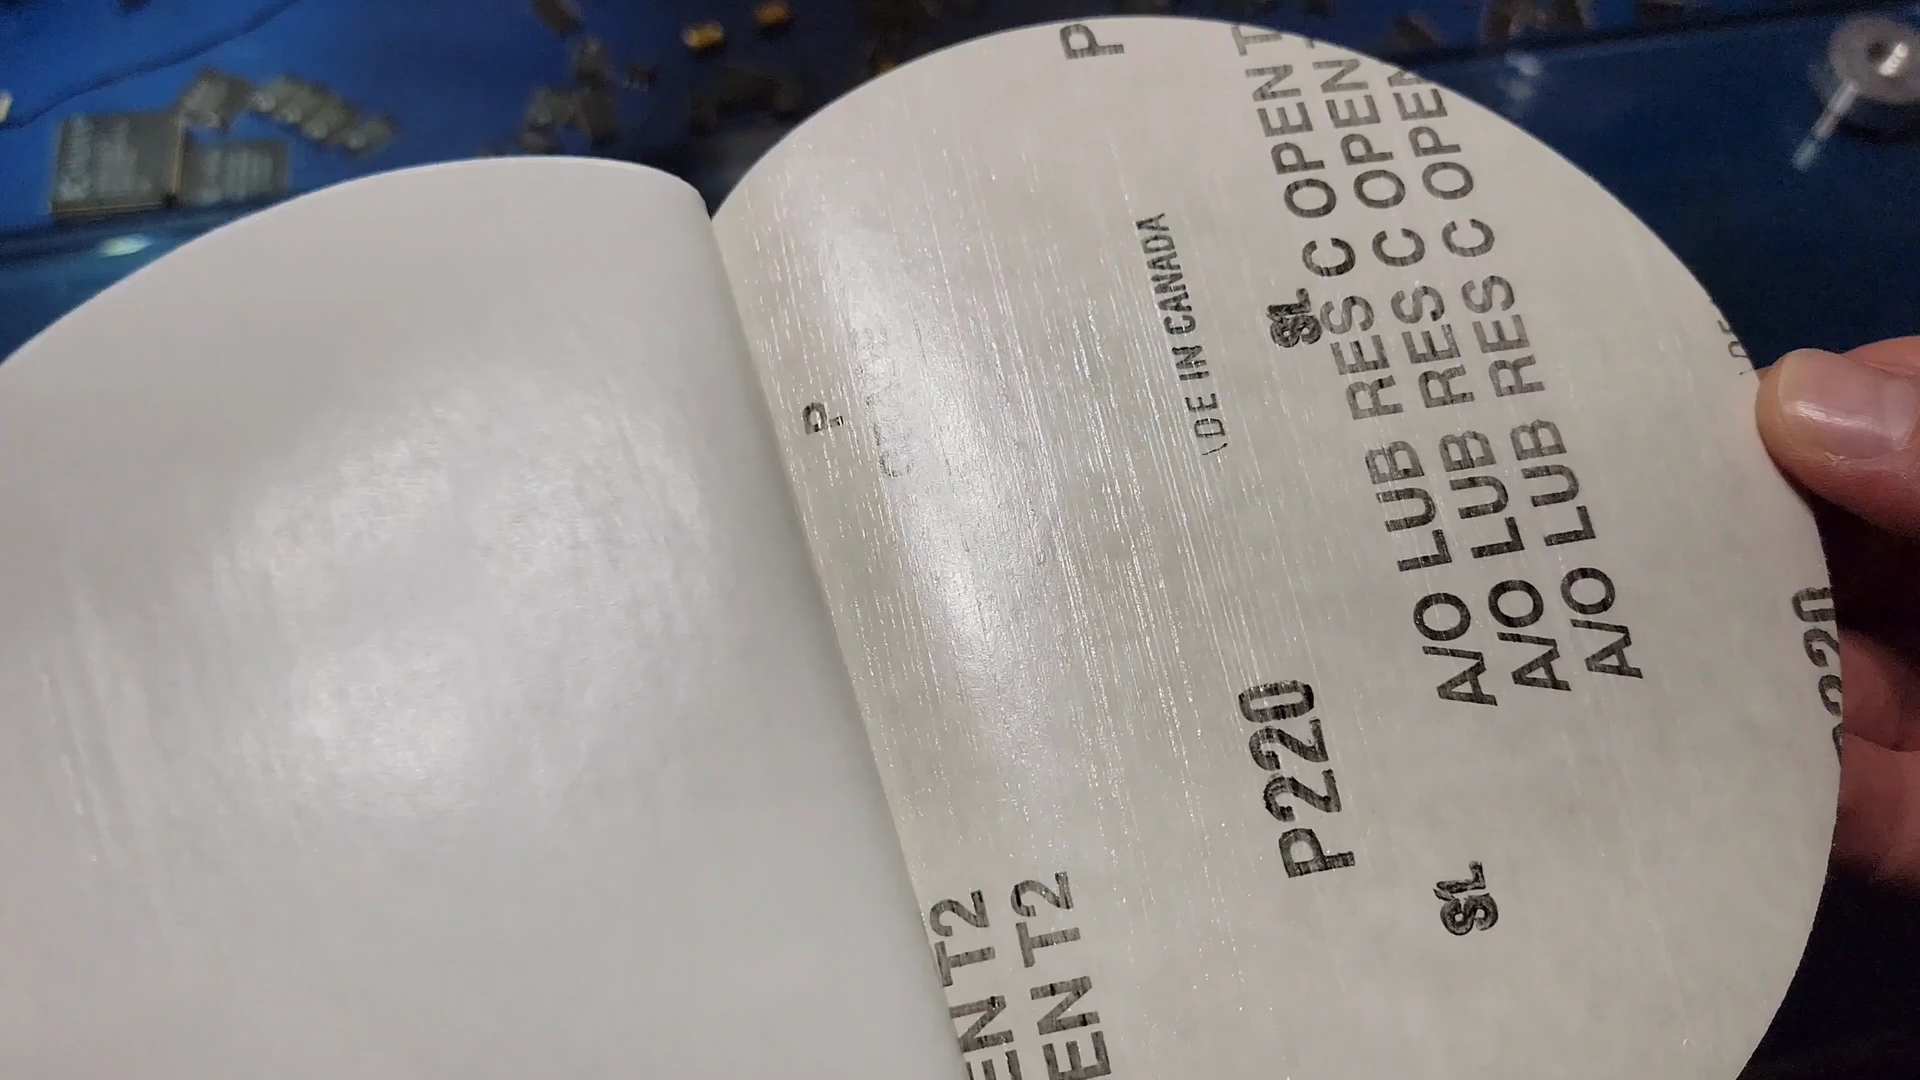 P
A/O LUB RES C OPEN T
A/O LUB RES C OPEN
A/O LUB RES C OPEN
SL
\DE IN CANADA
P
P220
SL
P220
EN T2
EN T2